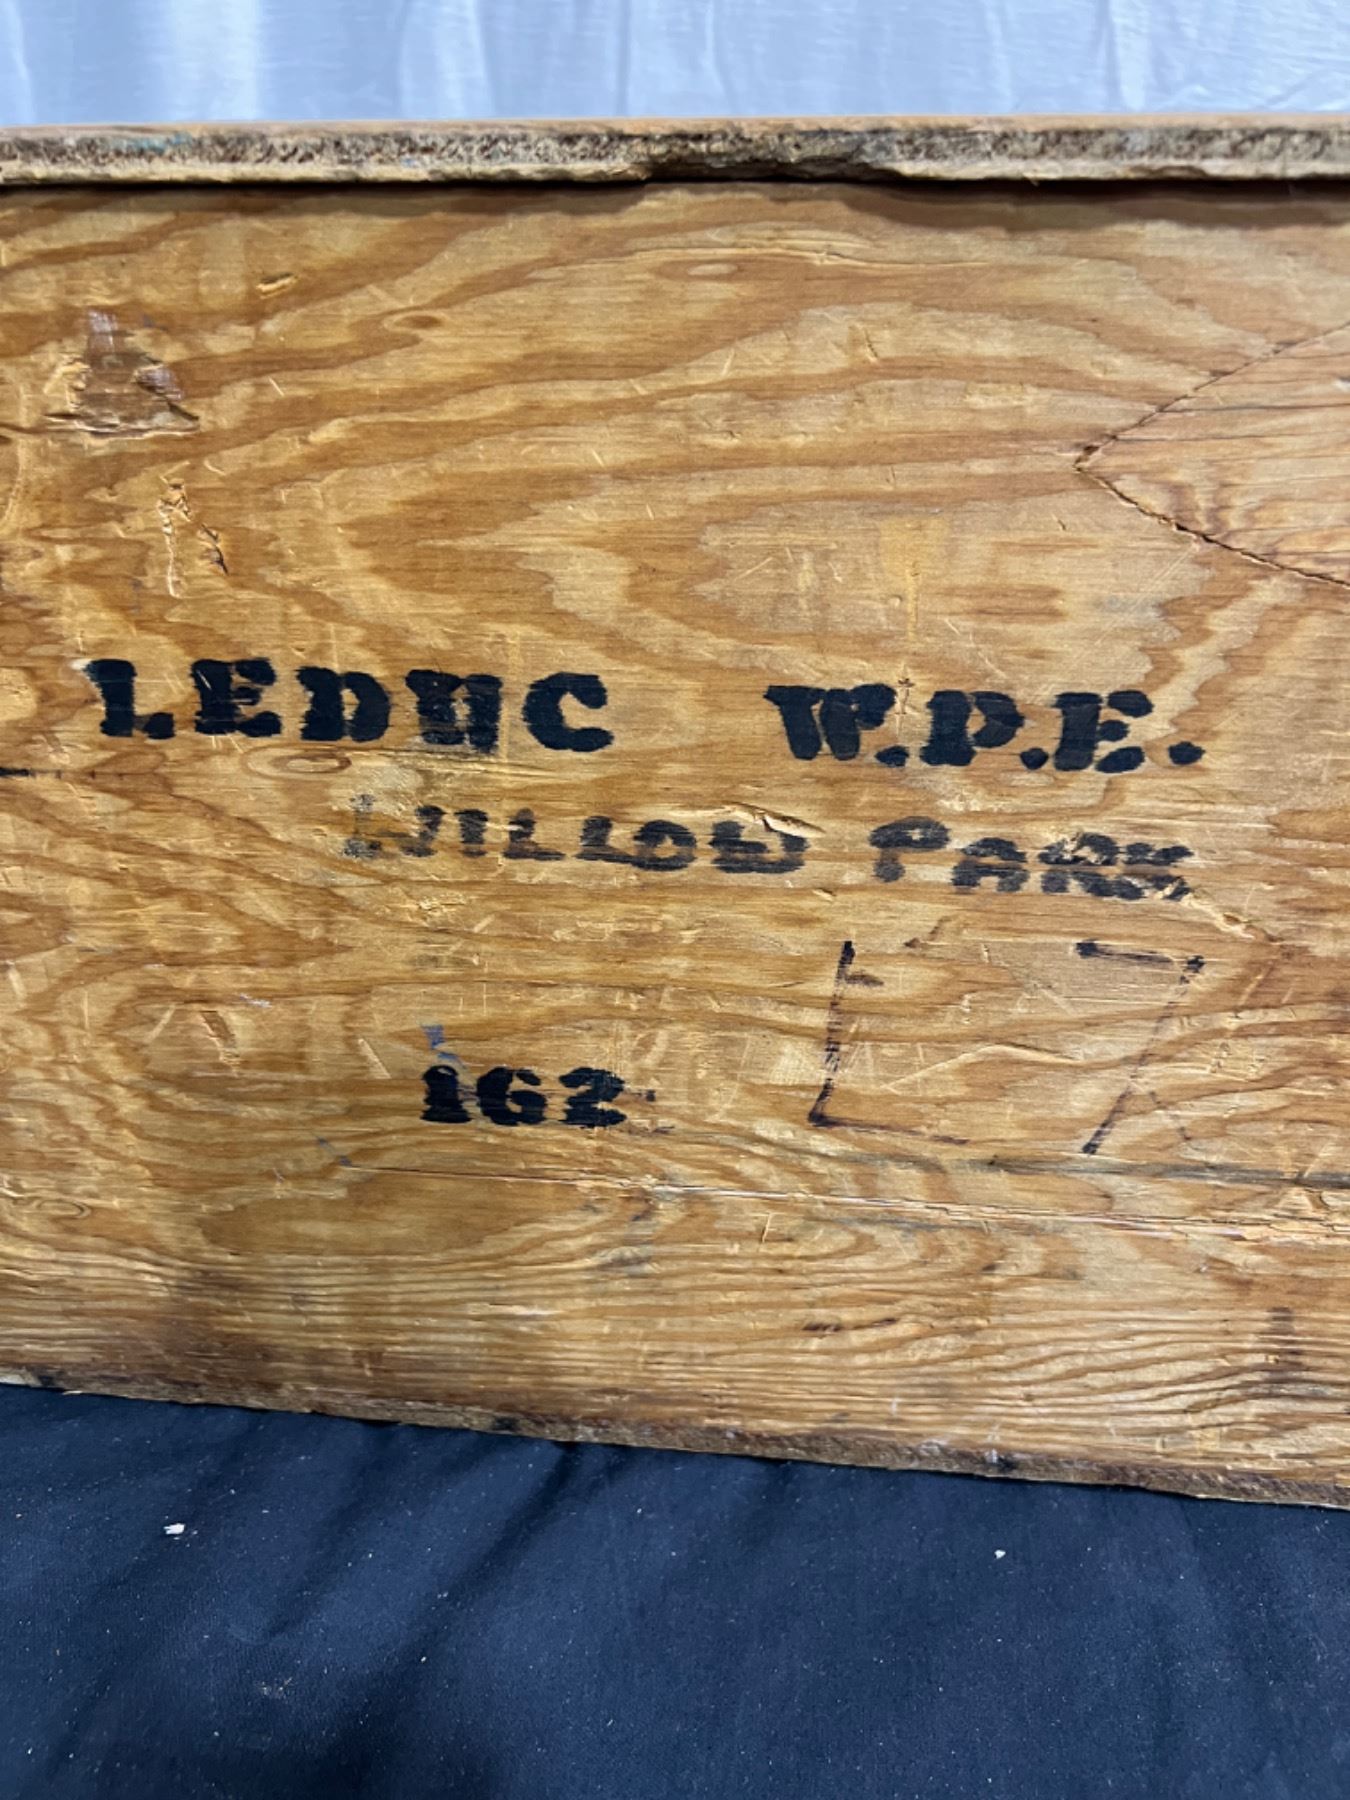 LEDUC W.P.E.
WILLOW PARK
162